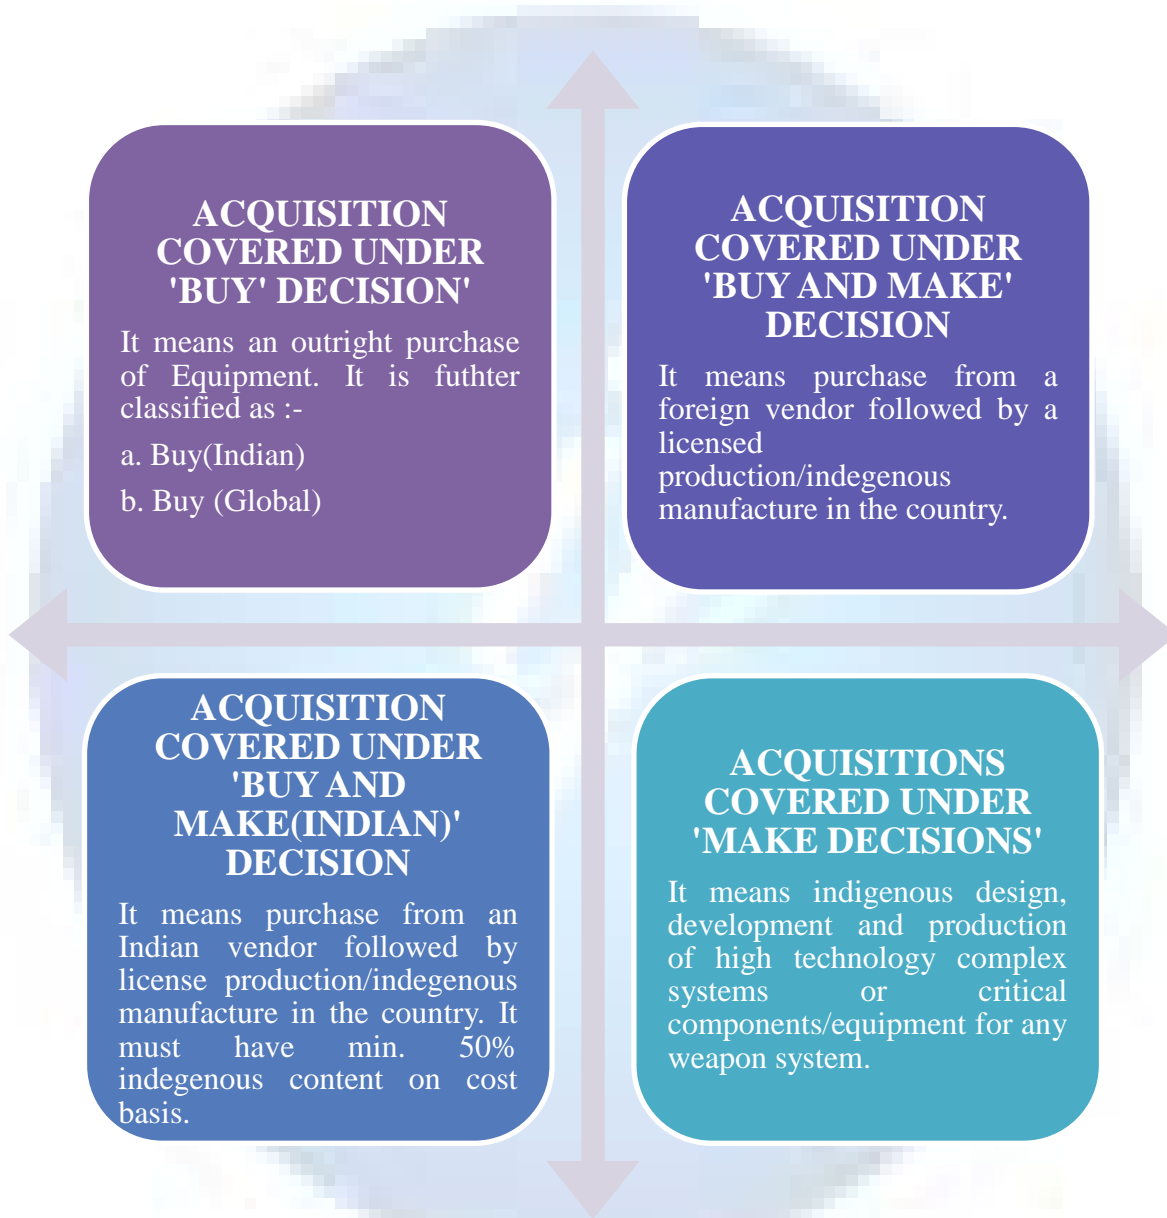 ACQUISITION
COVERED UNDER
'BUY' DECISION'
It means an outright purchase
of Equipment. It is futhter
classified as :-
a. Buy(Indian)
b. Buy (Global)
ACQUISITION
COVERED UNDER
'BUY AND MAKE'
DECISION
It means purchase from a
foreign vendor followed by a
licensed
production/indegenous
manufacture in the country.
ACQUISITION
COVERED UNDER
'BUY AND
MAKE(INDIAN)'
DECISION
It means purchase from an
Indian vendor followed by
license production/indegenous
manufacture in the country. It
must have min. 50%
indegenous content on cost
basis.
ACQUISITIONS
COVERED UNDER
'MAKE DECISIONS'
It means indigenous design,
development and production
of high technology complex
systems or critical
components/equipment for any
weapon system.